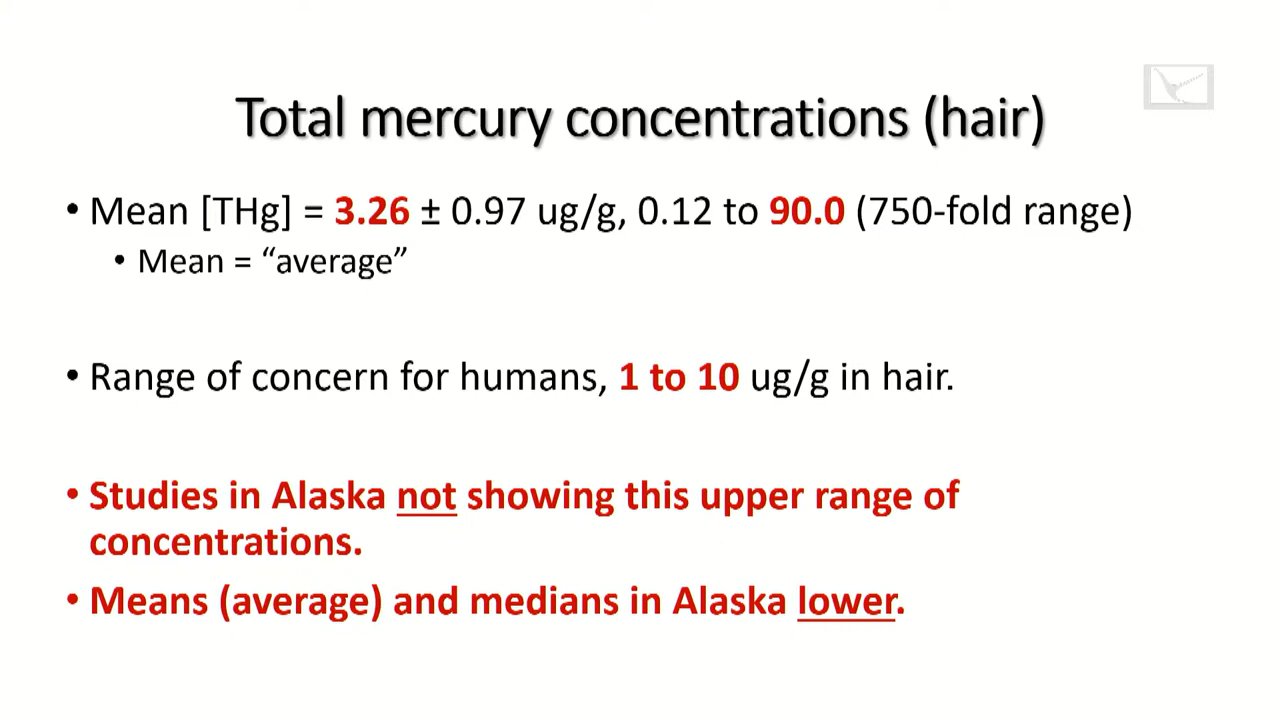 Total mercury concentrations (hair)
• Mean [THg] = 3.26 ± 0.97 ug/g, 0.12 to 90.0 (750-fold range)
• Mean = “average”
• Range of concern for humans, 1 to 10 ug/g in hair.
• Studies in Alaska not showing this upper range of
concentrations.
• Means (average) and medians in Alaska lower.